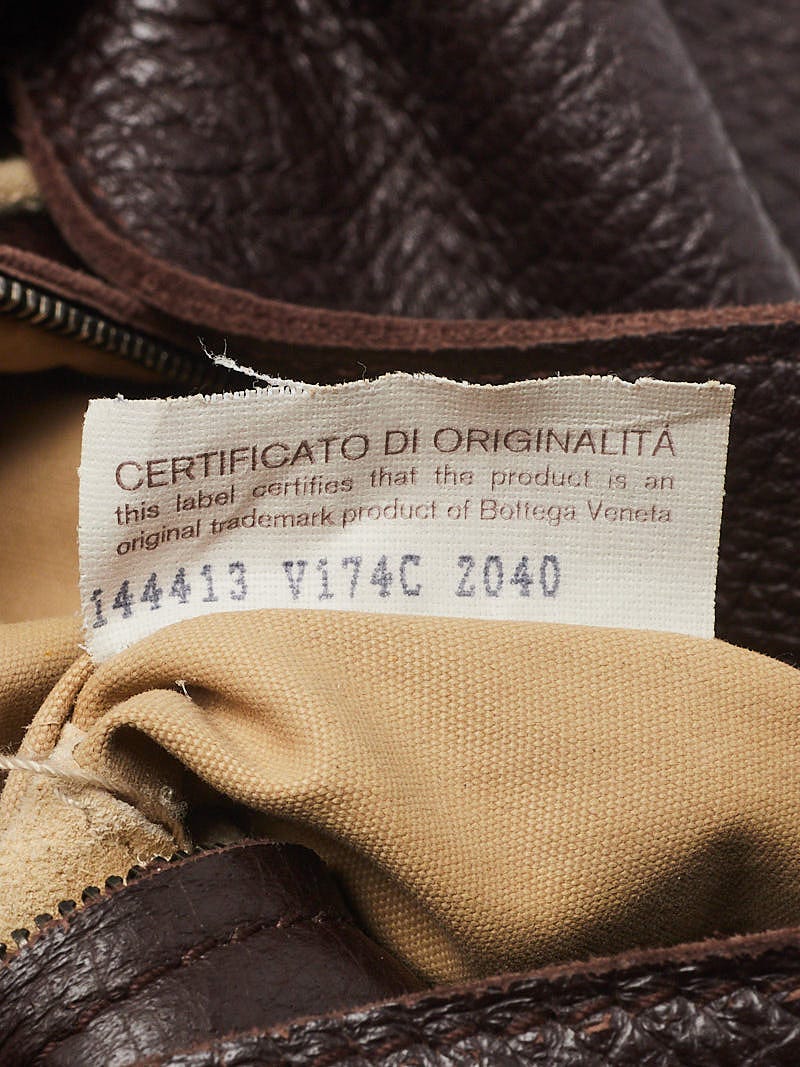 CERTIFICATO DI ORIGINALITÀ
this label certifies that the product is an
original trademark product of Bottega Veneta
144413 V174C 2040